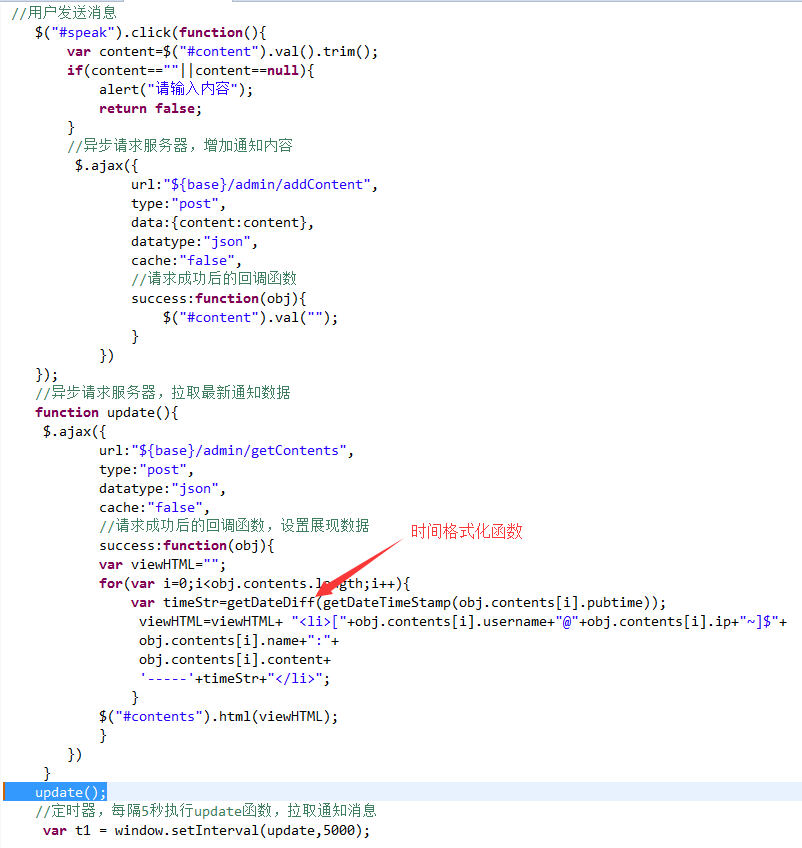 //用户发送消息
$("#speak").click(function(){
var content=$("#content").val().trim();
if(content==""||content==null){
alert("请输入内容");
return false;
}
//异步请求服务器，增加通知内容
$.ajax({
url:"${base}/admin/addContent",
type:"post",
data:{content:content},
datatype:"json",
cache:"false",
//请求成功后的回调函数
success:function(obj){
$("#content").val("");
}
})
});
//异步请求服务器，拉取最新通知数据
function update(){
$.ajax({
url:"${base}/admin/getContents",
type:"post",
datatype:"json",
cache:"false",
//请求成功后的回调函数，设置展现数据
时间格式化函数
success:function(obj){
var viewHTML="";
for(var i=0;i<obj.contents.length;i++){
var timeStr=getDateDiff(getDateTimeStamp(obj.contents[i].pubtime));
viewHTML=viewHTML+ "<li>["+obj.contents[i].username+"@"+obj.contents[i].ip+"~]$"+
obj.contents[i].name+":"+
obj.contents[i].content+
'-----'+timeStr+"</li>";
}
$("#contents").html(viewHTML);
}
})
}
update();
//定时器，每隔5秒执行update函数，拉取通知消息
var t1 = window.setInterval(update,5000);